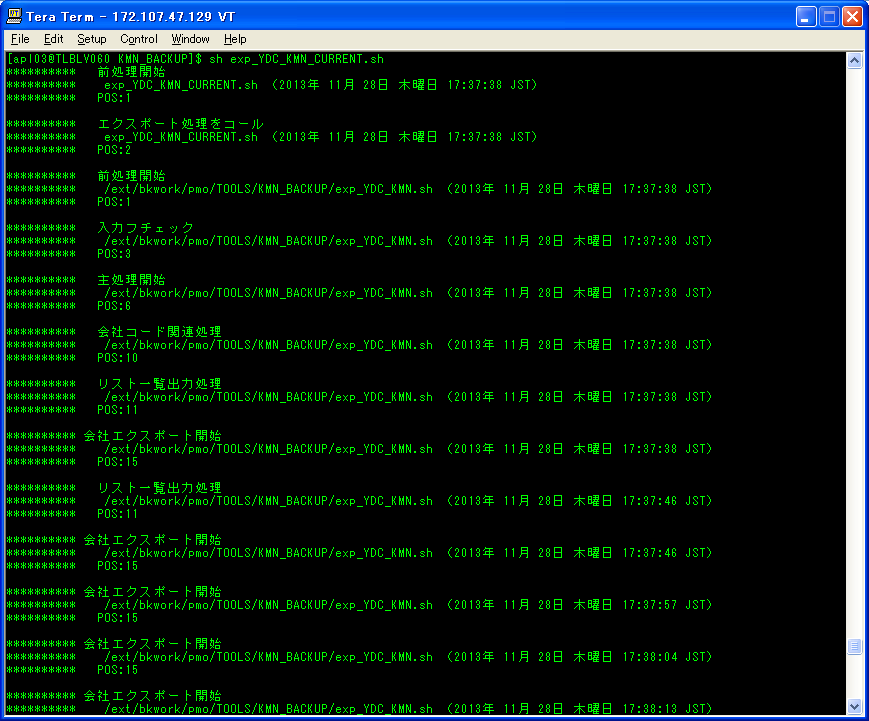 Tera Term - 172.107.47.129 VT
File Edit Setup Control Window Help
[ap103@TLBLV060 KMN_BACKUP]$ sh exp_YDC_KMN_CURRENT.sh
********** 前処理開始
********** exp_YDC_KMN_CURRENT.sh (2013年 11月 28日 木曜日 17:37:38 JST)
********** POS:1
********** エクスポート処理をコール
********** exp_YDC_KMN_CURRENT.sh (2013年 11月 28日 木曜日 17:37:38 JST)
********** POS:2
********** 前処理開始
********** /ext/bkwork/pmo/TOOLS/KMN_BACKUP/exp_YDC_KMN.sh (2013年 11月 28日 木曜日 17:37:38 JST)
********** POS:1
********** 入力フチェック
********** /ext/bkwork/pmo/TOOLS/KMN_BACKUP/exp_YDC_KMN.sh (2013年 11月 28日 木曜日 17:37:38 JST)
********** POS:3
********** 主処理開始
********** /ext/bkwork/pmo/TOOLS/KMN_BACKUP/exp_YDC_KMN.sh (2013年 11月 28日 木曜日 17:37:38 JST)
********** POS:6
********** 会社コード関連処理
********** /ext/bkwork/pmo/TOOLS/KMN_BACKUP/exp_YDC_KMN.sh (2013年 11月 28日 木曜日 17:37:38 JST)
********** POS:10
********** リスト一覧出力処理
********** /ext/bkwork/pmo/TOOLS/KMN_BACKUP/exp_YDC_KMN.sh (2013年 11月 28日 木曜日 17:37:38 JST)
********** POS:11
********** 会社エクスポート開始
********** /ext/bkwork/pmo/TOOLS/KMN_BACKUP/exp_YDC_KMN.sh (2013年 11月 28日 木曜日 17:37:38 JST)
********** POS:15
********** リスト一覧出力処理
********** /ext/bkwork/pmo/TOOLS/KMN_BACKUP/exp_YDC_KMN.sh (2013年 11月 28日 木曜日 17:37:46 JST)
********** POS:11
********** 会社エクスポート開始
********** /ext/bkwork/pmo/TOOLS/KMN_BACKUP/exp_YDC_KMN.sh (2013年 11月 28日 木曜日 17:37:46 JST)
********** POS:15
********** 会社エクスポート開始
********** /ext/bkwork/pmo/TOOLS/KMN_BACKUP/exp_YDC_KMN.sh (2013年 11月 28日 木曜日 17:37:57 JST)
********** POS:15
********** 会社エクスポート開始
********** /ext/bkwork/pmo/TOOLS/KMN_BACKUP/exp_YDC_KMN.sh (2013年 11月 28日 木曜日 17:38:04 JST)
********** POS:15
********** 会社エクスポート開始
********** /ext/bkwork/pmo/TOOLS/KMN_BACKUP/exp_YDC_KMN.sh (2013年 11月 28日 木曜日 17:38:13 JST)